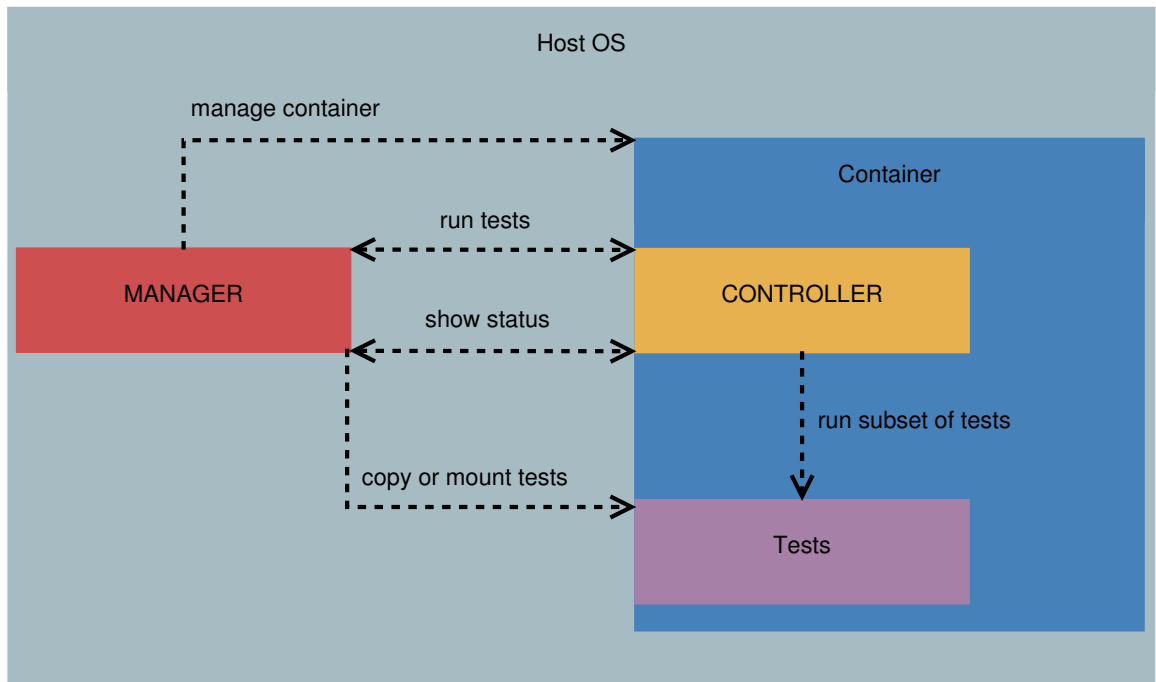 Host OS
manage container
Container
run tests
MANAGER
CONTROLLER
show status
run subset of tests
copy or mount tests
Tests